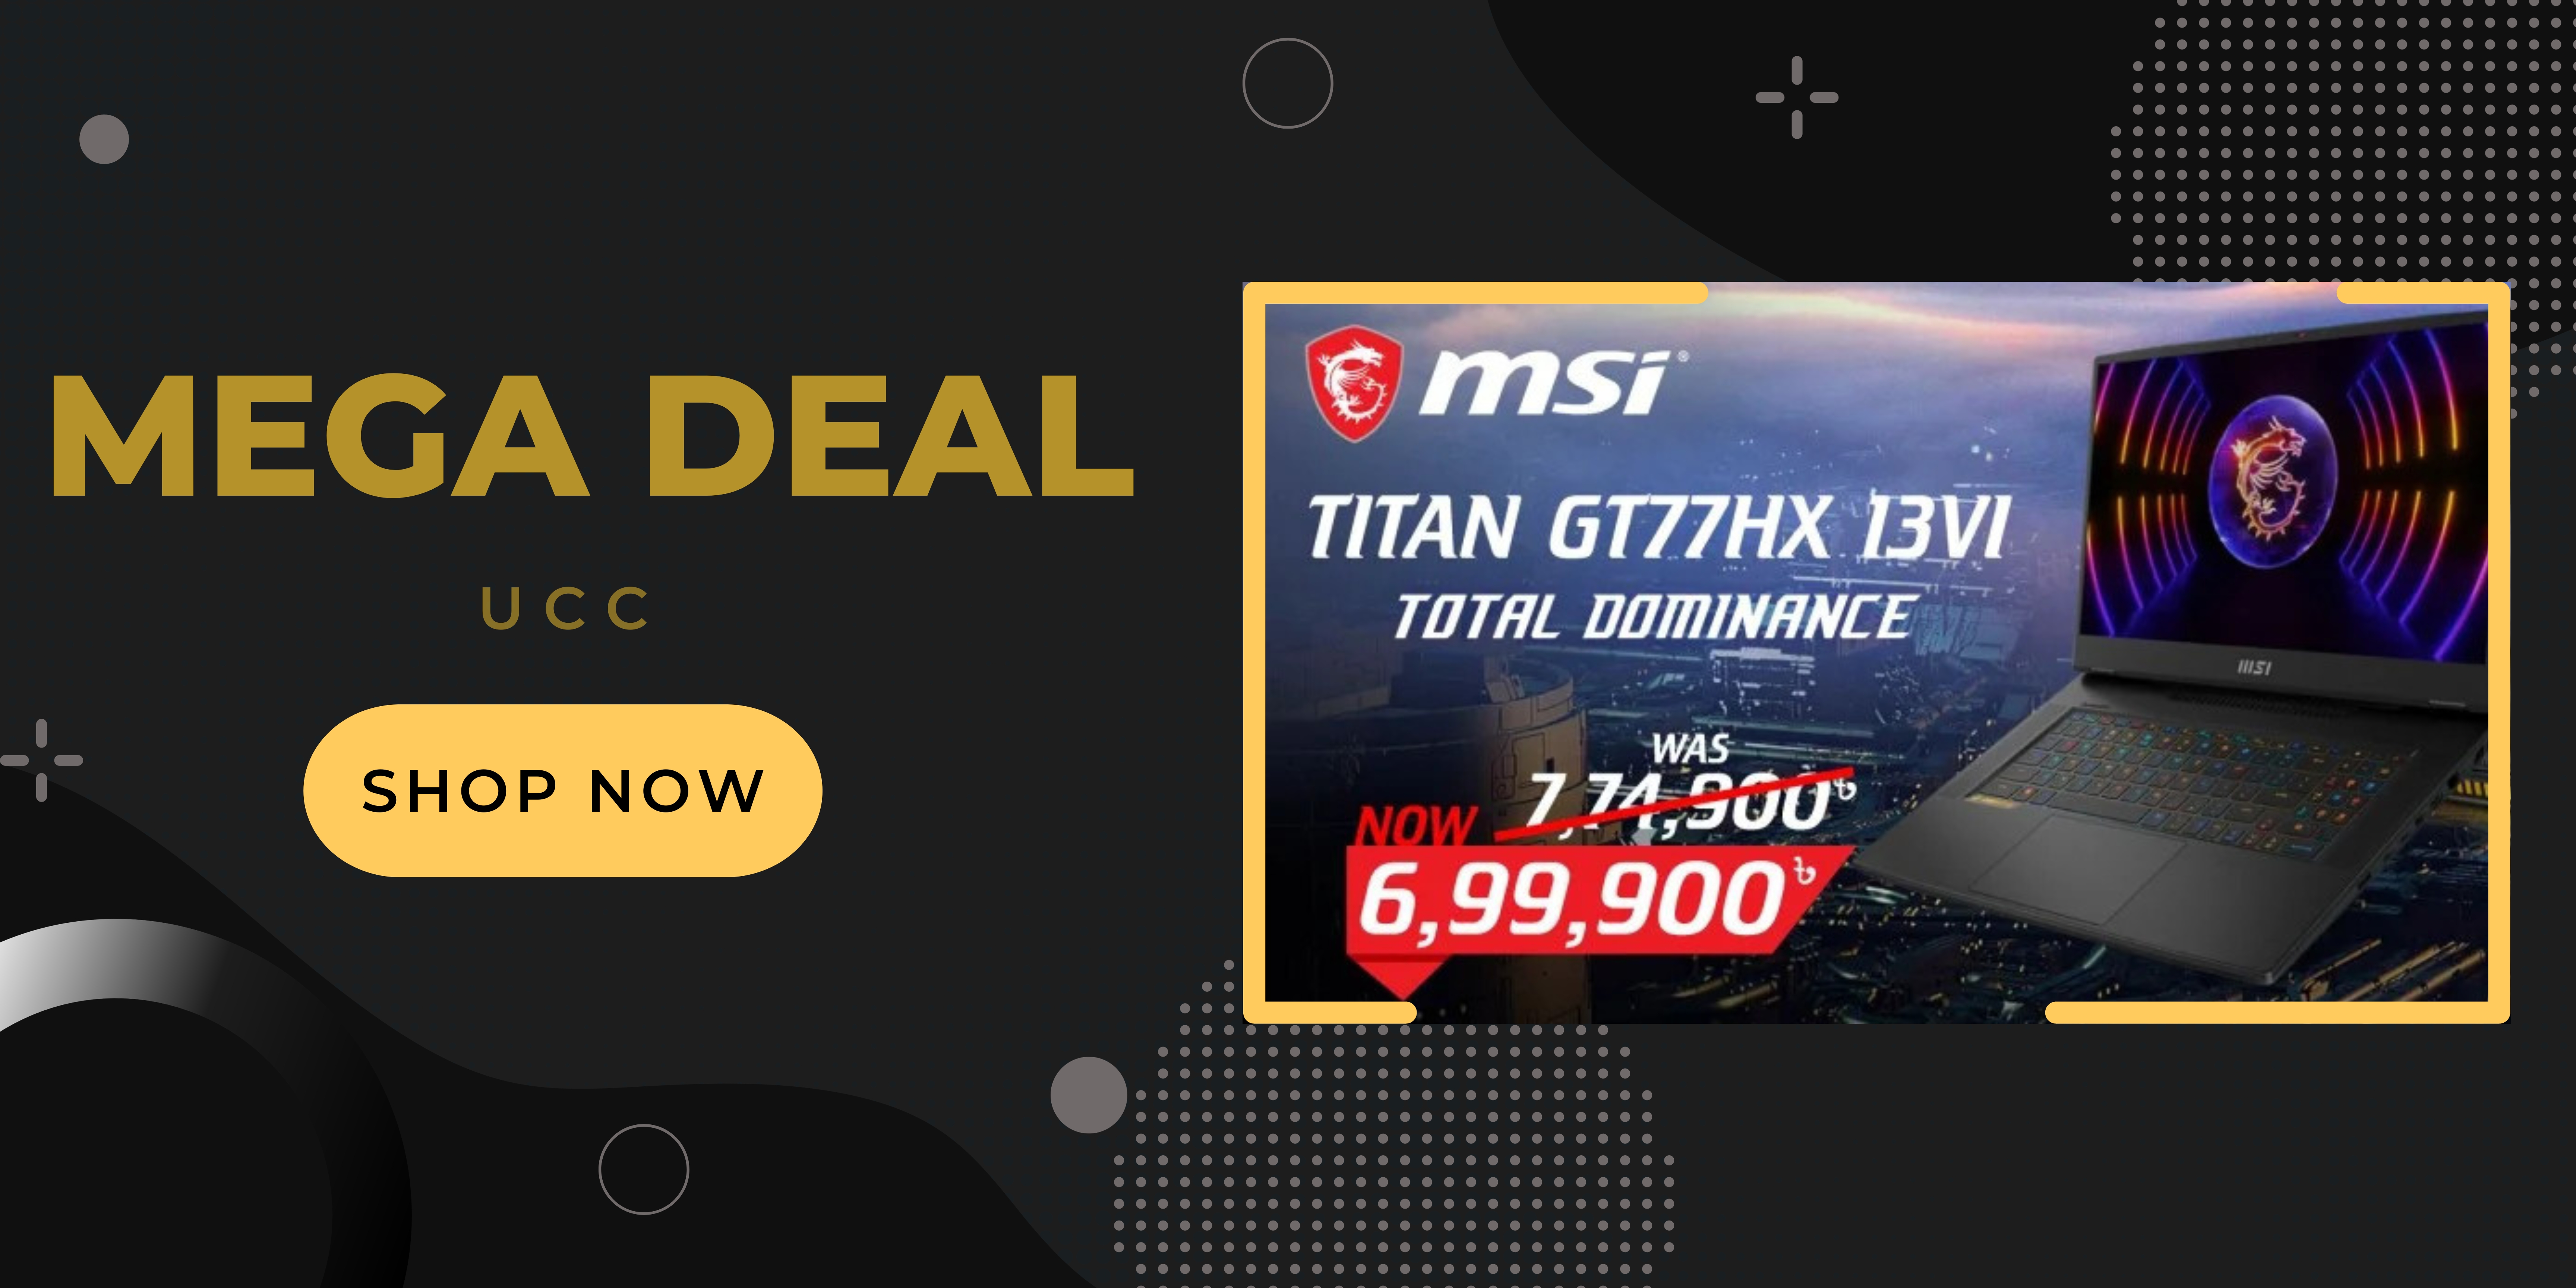 MEGA DEAL
UCC
SHOP NOW
msi®
TITAN GT77HX 13VI
TOTAL DOMINANCE
WAS
7,74,900৳
NOW
6,99,900৳
msi